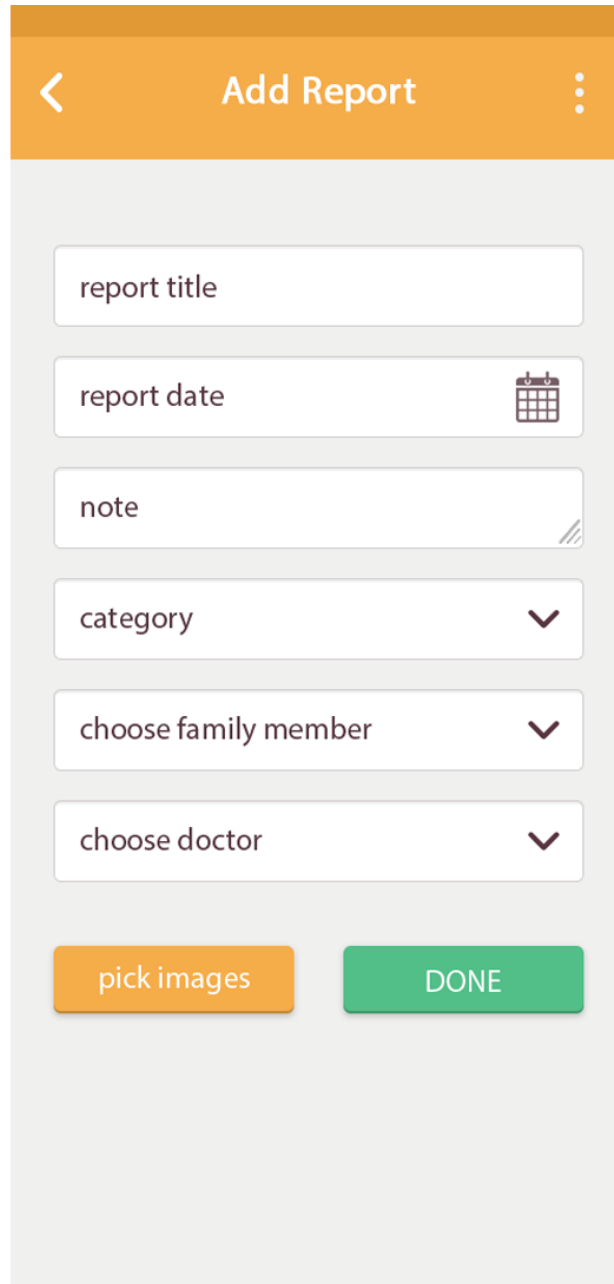 Add Report
report title
report date
note
category
choose family member
choose doctor
pick images
DONE